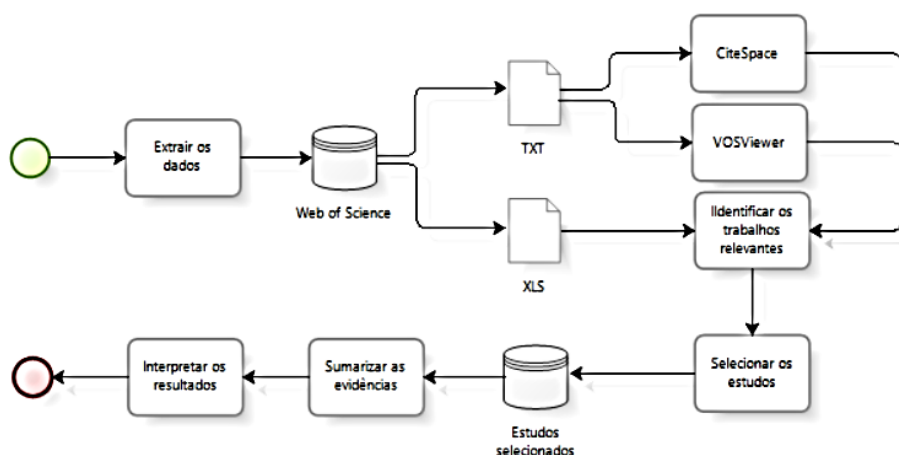 CiteSpace
Extrair os
dados
TXT
VOSViewer
Web of Science
IIdentificar os
trabalhos
relevantes
XLS
Interpretar os
resultados
Sumarizar as
evidências
Selecionar os
estudos
Estudos
selecionados